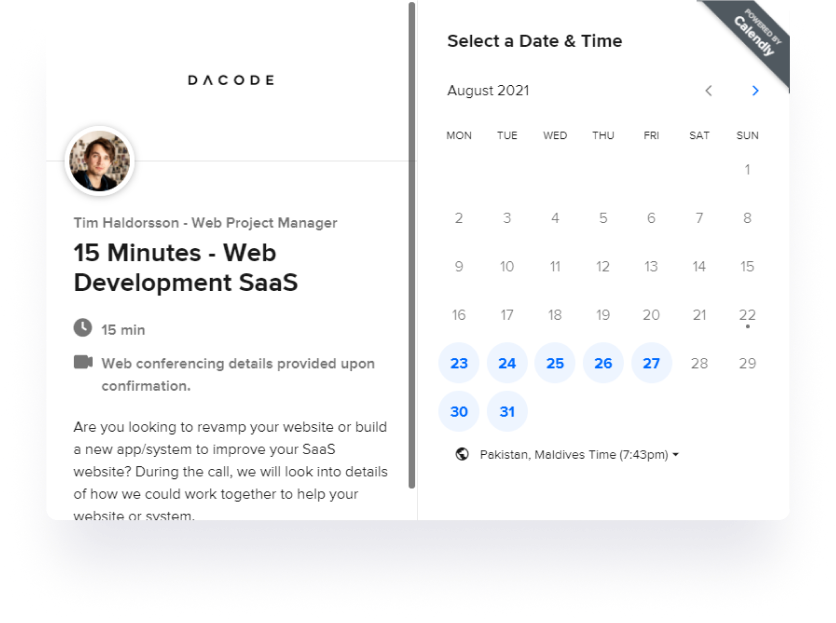 DACODE
Tim Haldorsson - Web Project Manager
15 Minutes - Web
Development SaaS
15 min
Web conferencing details provided upon
confirmation.
Are you looking to revamp your website or build
a new app/system to improve your SaaS
website? During the call, we will look into details
of how we could work together to help your
website or system.
POWERED BY
Calendly
Select a Date & Time
August 2021
MON TUE WED THU FRI SAT SUN
1
2 3 4 5 6 7 8
9 10 11 12 13 14 15
16 17 18 19 20 21 22
23 24 25 26 27 28 29
30 31
Pakistan, Maldives Time (7:43pm)